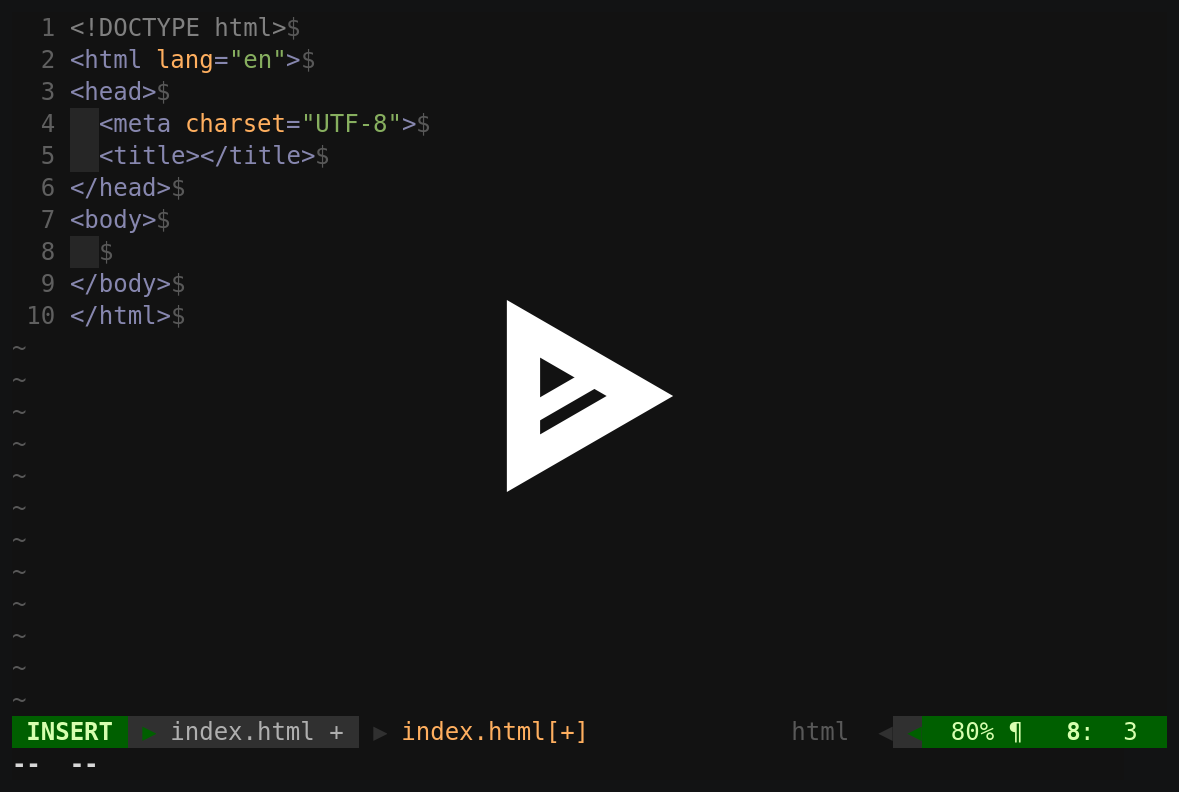 1 <!DOCTYPE html>$
2 <html lang="en">$
3 <head>$
4   <meta charset="UTF-8">$
5   <title></title>$
6 </head>$
7 <body>$
8   $
9 </body>$
10 </html>$
~
~
~
~
~
~
~
~
~
~
~
~
INSERT ▶ index.html + ▶ index.html[+] html ◀ ◀ 80% ¶ 8: 3
-- --